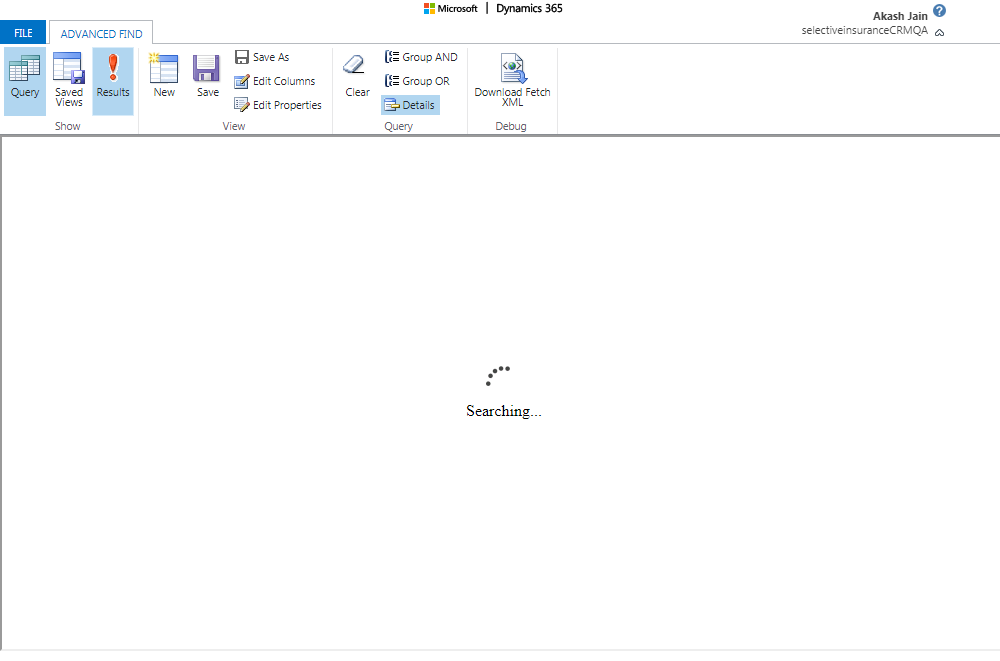 Microsoft | Dynamics 365
Akash Jain
selectiveinsuranceCRMQA
FILE
ADVANCED FIND
Query
Saved Views
Results
Show
New
Save
Save As
Edit Columns
Edit Properties
View
Clear
Group AND
Group OR
Details
Query
Download Fetch
XML
Debug
Searching...